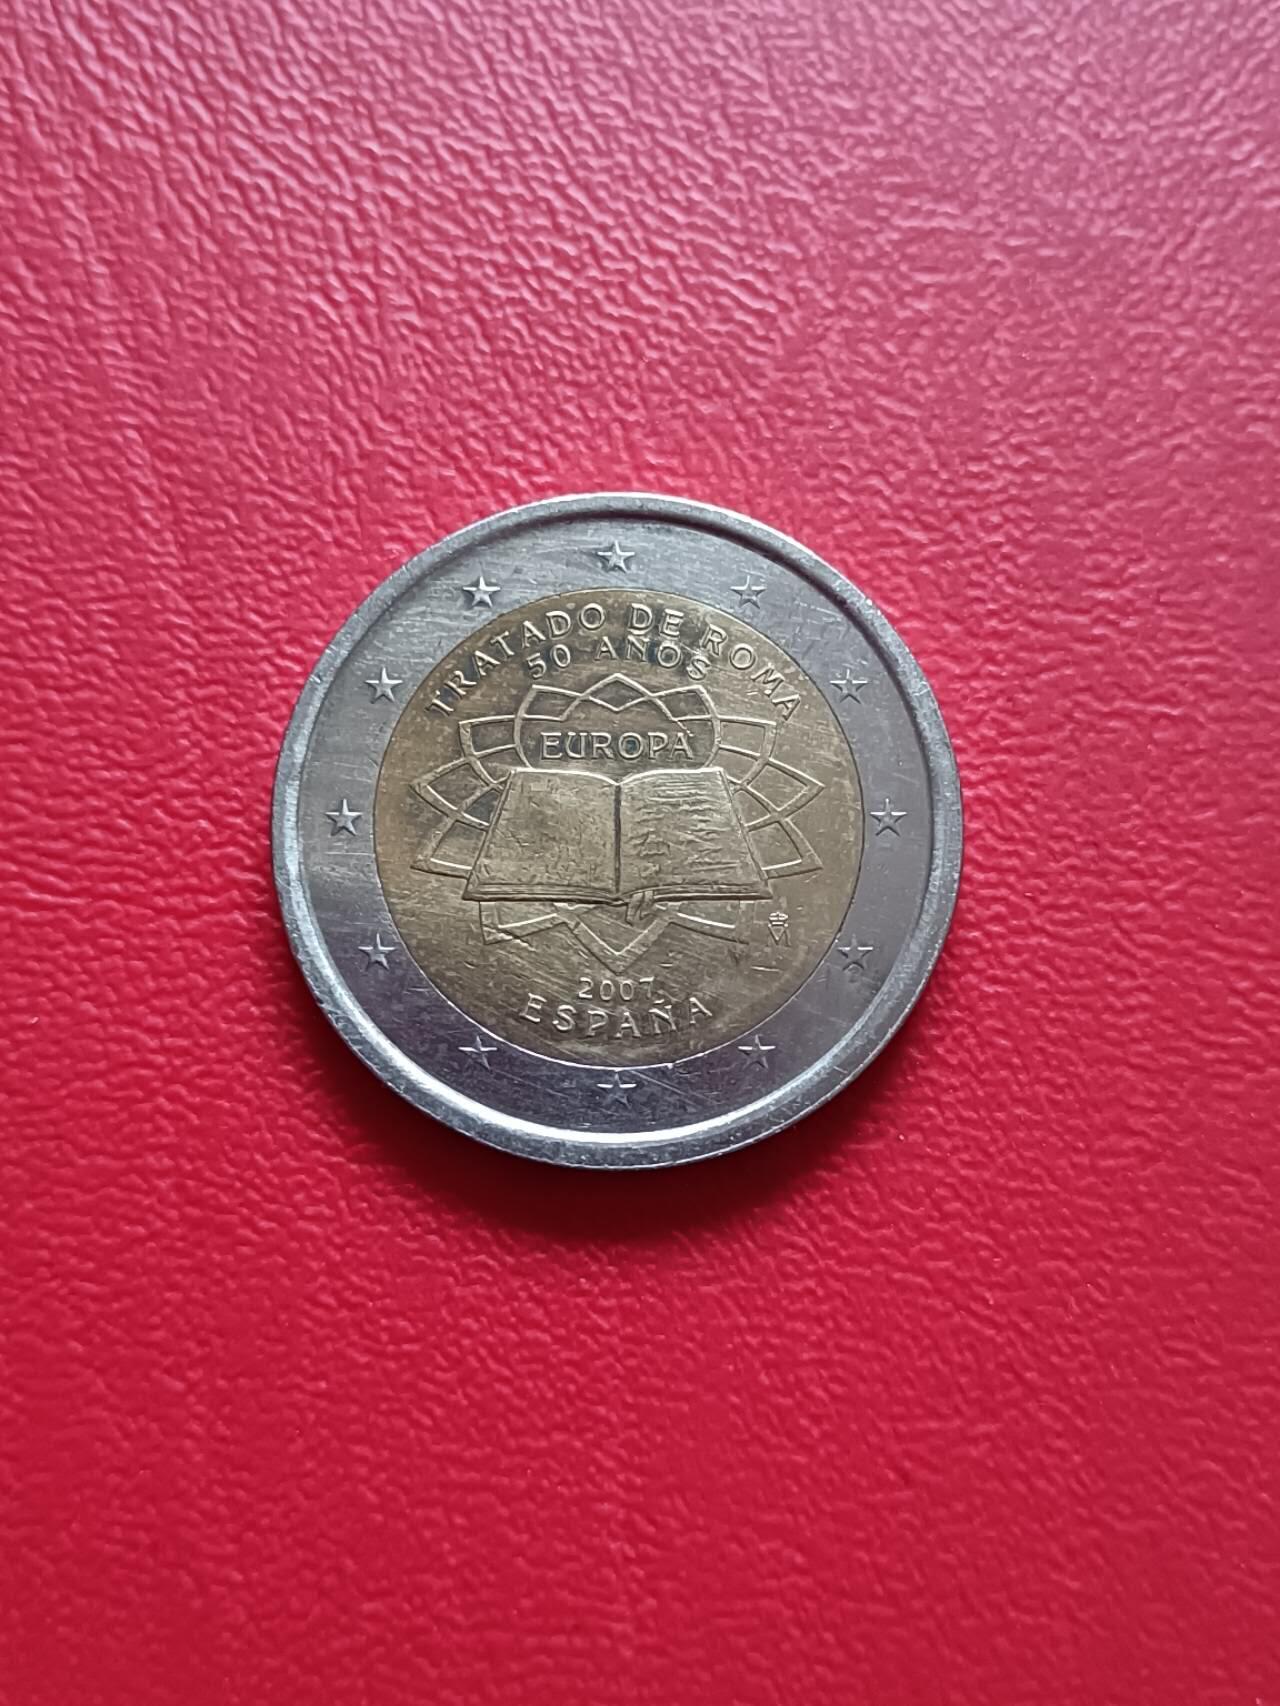 TRATADO DE ROMA
50 AÑOS
EUROPA
M
2007
ESPAÑA